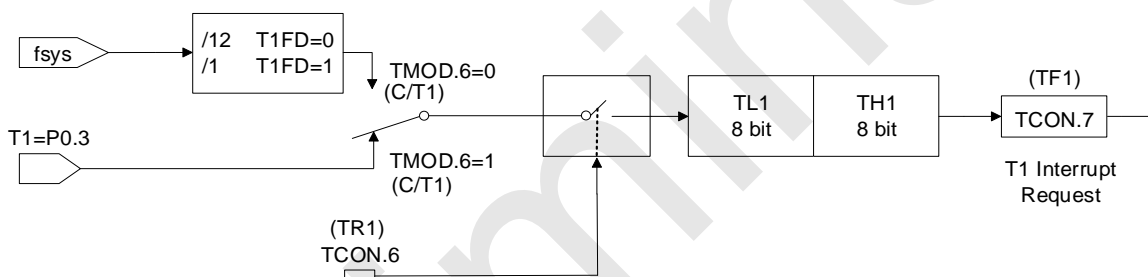 fsys
/12 T1FD=0
/1 T1FD=1
TMOD.6=0
(C/T1)
T1=P0.3
TMOD.6=1
(C/T1)
(TR1)
TCON.6
TL1
8 bit
TH1
8 bit
(TF1)
TCON.7
T1 Interrupt
Request